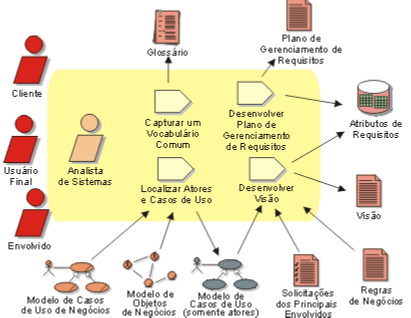 Glossário
Plano de
Gerenciamento de
Requisitos
Cliente
Capturar um
Vocabulário
Comum
Desenvolver
Plano de
Gerenciamento
de Requisitos
Atributos de
Requisitos
Usuário
Final
Analista
de Sistemas
Localizar Atores
e Casos de Uso
Desenvolver
Visão
Visão
Envolvido
Modelo de Casos
de Uso de Negócios
Modelo de
Objetos
de Negócios
Modelo de
Casos de Uso
(somente atores)
Solicitações
dos Principais
Envolvidos
Regras
de Negócios